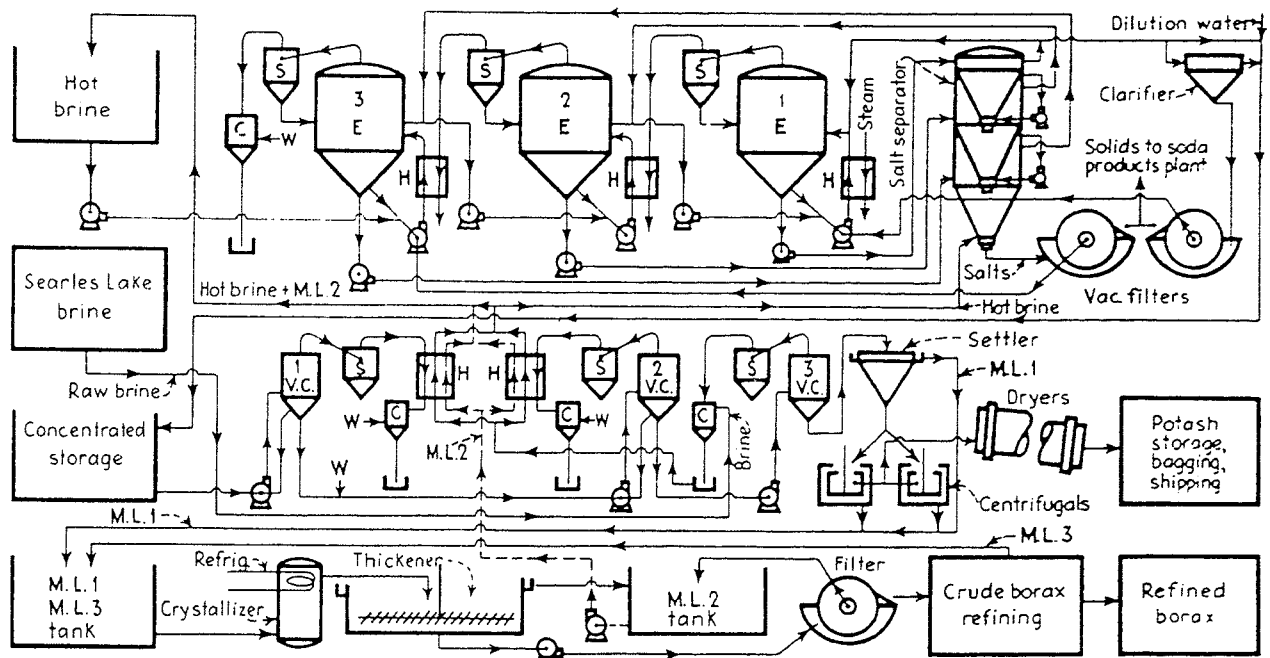 Hot
brine
S
C
W
3
E
H
S
2
E
H
S
1
E
Steam
H
Salt separator
Dilution water
Clarifier
Solids to soda
products plant
Salts
Vac. filters
Searles Lake
brine
Hot brine + M.L.2
Hot brine
Raw brine
Concentrated
storage
1
V.C.
S
H
H
S
2
V.C.
S
3
V.C.
W
C
C
W
C
M.L.2
Brine
W
Settler
M.L.1
Dryers
Centrifugals
Potash
storage,
bagging,
shipping
M.L.1
M.L.3
M.L.1
M.L.3
tank
Refrig
Crystallizer
Thickener
M.L.2
tank
Filter
Crude borax
refining
Refined
borax